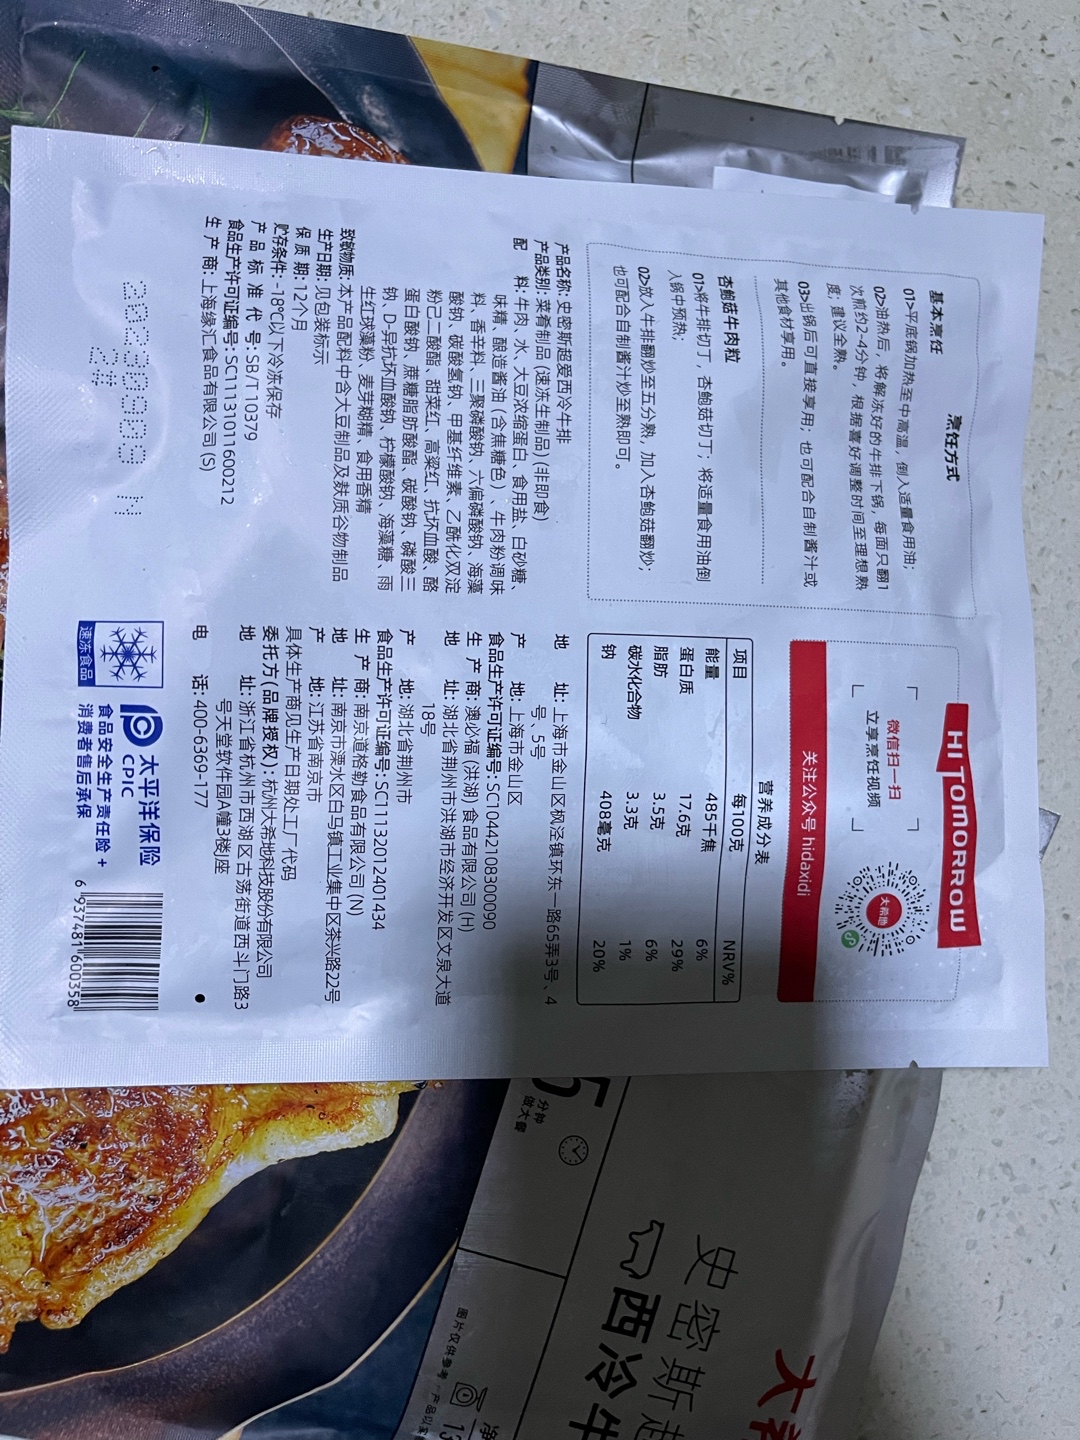 烹饪方式
基本烹饪
01>平底锅加热至中高温，倒入适量食用油；
02>油热后，将解冻好的牛排下锅，每面只翻1
次煎约2-4分钟，根据喜好调整时间至理想熟
度，建议全熟。
03>出锅后可直接享用；也可配合自制酱汁或
其他食材享用。
杏鲍菇牛肉粒
01>将牛排切丁，杏鲍菇切丁；将适量食用油倒
入锅中预热；
02>放入牛排翻炒至五分熟，加入杏鲍菇翻炒；
也可配合自制酱汁炒至熟即可。
产品名称: 史密斯超爱西冷牛排
产品类别: 菜肴制品 (速冻生制品) (非即食)
配 料: 牛肉、水、大豆浓缩蛋白、食用盐、白砂糖、
味精、酿造酱油 (含焦糖色) 、牛肉粉调味
料、香辛料、三聚磷酸钠、六偏磷酸钠、海藻
酸钠、碳酸氢钠、甲基纤维素、乙酰化双淀
粉己二酸酯、甜菜红、高粱红、抗坏血酸、酪
蛋白酸钠、蔗糖脂肪酸酯、碳酸钠、磷酸三
钠、D-异抗坏血酸钠、柠檬酸钠、海藻糖、雨
生红球藻粉、麦芽糊精、食用香精
致敏物质: 本产品配料中含大豆制品及麸质谷物制品
生产日期: 见包装标示
保 质 期: 12个月
贮存条件: -18℃以下冷冻保存
产 品 标 准 代 号: SB/T 10379
食品生产许可证编号: SC11131011600212
生 产 商: 上海缘汇食品有限公司 (S)
20230903 N
2#
HI TOMORROW
微信扫一扫
立享烹饪视频
大希地
关注公众号 hidaxidi
营养成分表
项目 每100克 NRV%
能量 485千焦 6%
蛋白质 17.6克 29%
脂肪 3.5克 6%
碳水化合物 3.3克 1%
钠 408毫克 20%
地 址: 上海市金山区枫泾镇环东一路65弄3号、4
号、5号
产 地: 上海市金山区
食品生产许可证编号: SC10442108300090
生 产 商: 澳必福 (洪湖) 食品有限公司 (H)
地 址: 湖北省荆州市洪湖市经济开发区文泉大道
18号
产 地: 湖北省荆州市
食品生产许可证编号: SC11132012401434
生 产 商: 南京道格勒食品有限公司 (N)
地 址: 南京市溧水区白马镇工业集中区茶兴路22号
产 地: 江苏省南京市
具体生产商见生产日期处工厂代码
委托方 (品牌授权) : 杭州大希地科技股份有限公司
地 址: 浙江省杭州市西湖区古荡街道西斗门路3
号天堂软件园A幢3楼J座
电 话: 400-6369-177
速冻食品
太平洋保险
CPIC
食品安全生产责任险 +
消费者售后承保
6 937481 600358
5
分钟
做大餐
史密斯超
西冷牛
大希
图片仅供参考
净
13